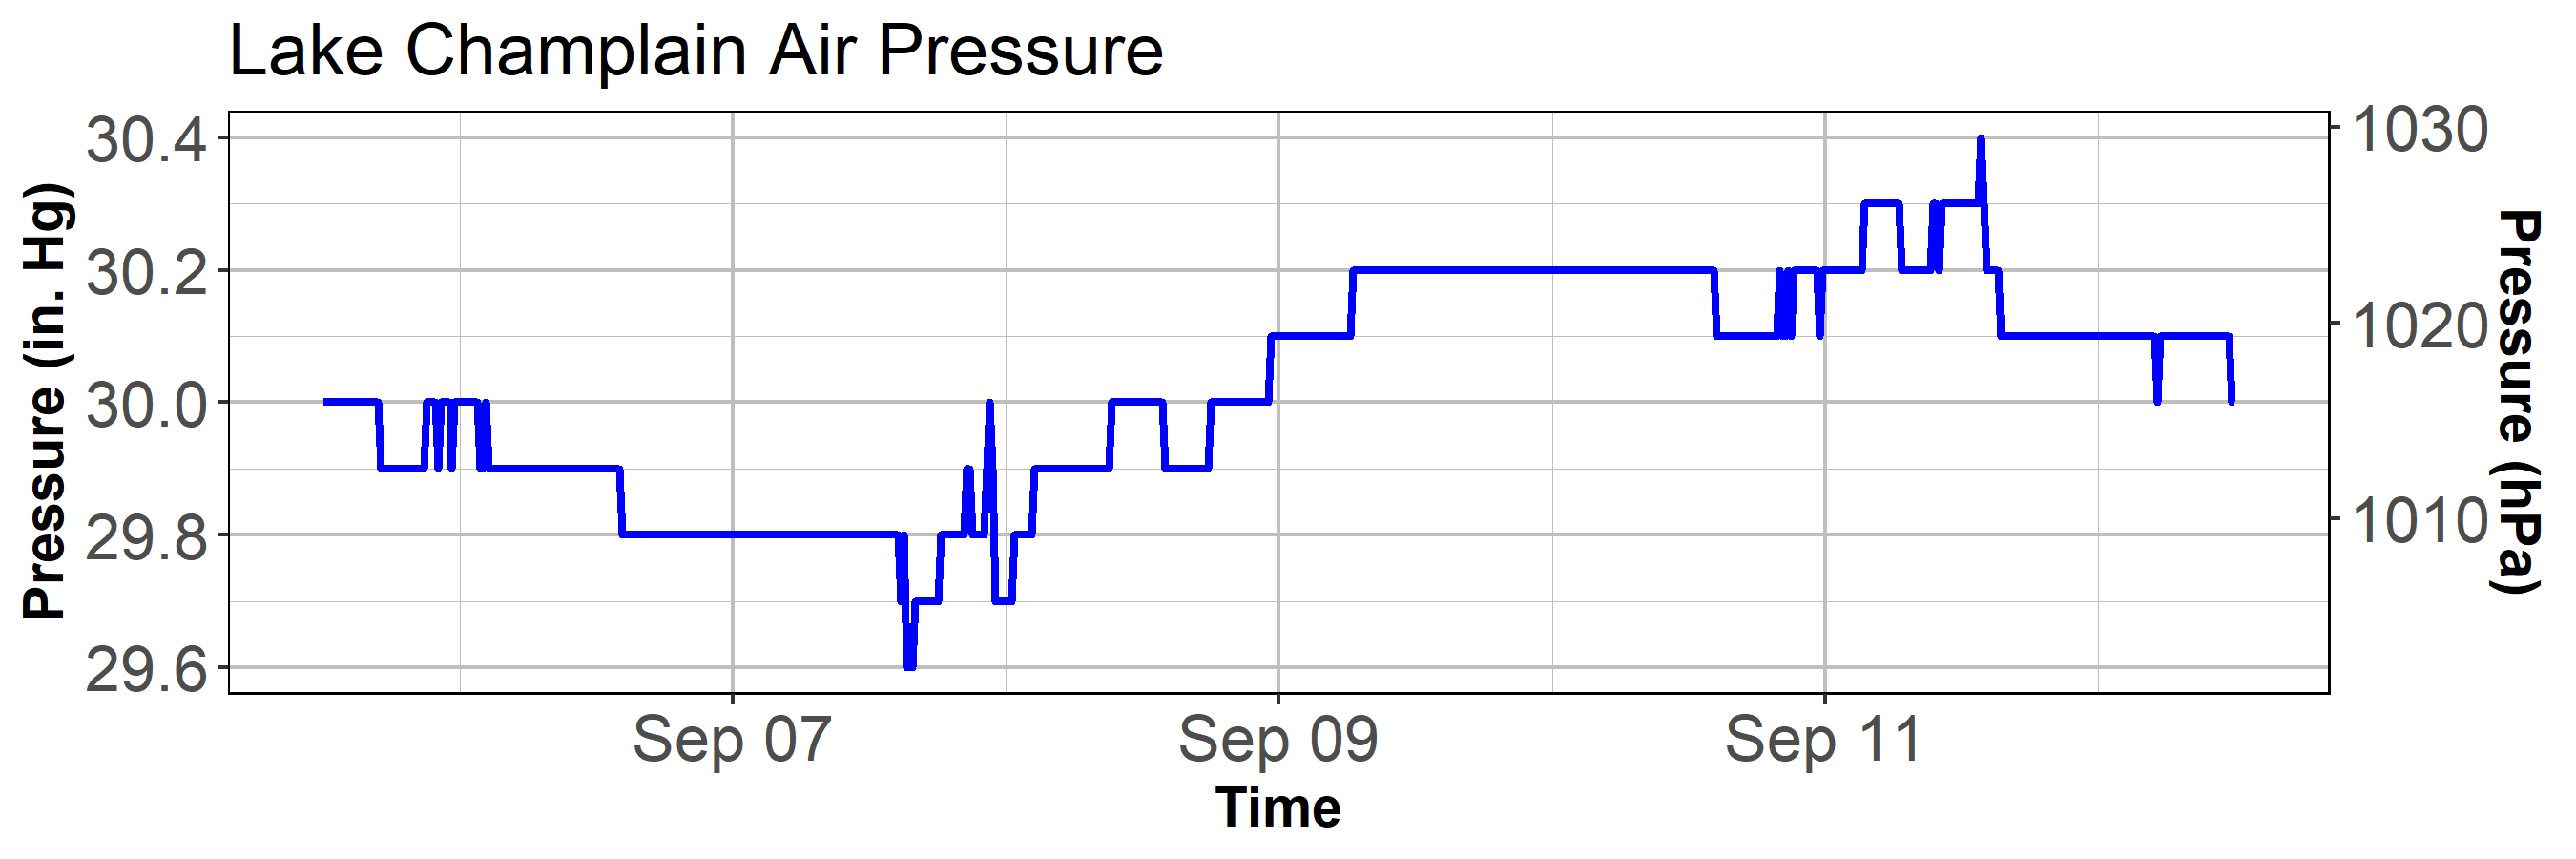 Lake Champlain Air Pressure
Pressure (in. Hg)
30.4
30.2
30.0
29.8
29.6
1030
1020
1010
Pressure (hPa)
Sep 07 Sep 09 Sep 11
Time